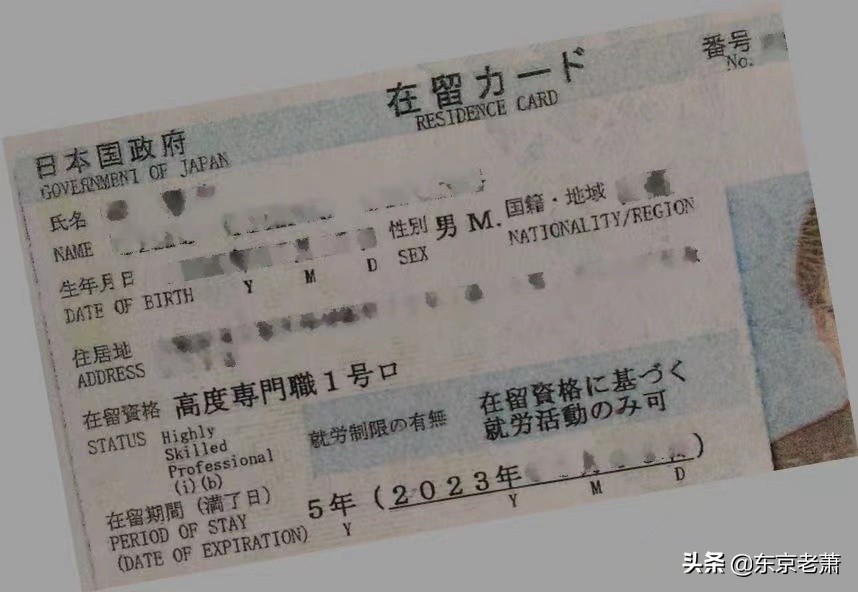 在留カード
RESIDENCE CARD
番号
No.
日本国政府
GOVERNMENT OF JAPAN
氏名
NAME
性別 男 M. 国籍・地域
SEX
NATIONALITY/REGION
生年月日
DATE OF BIRTH
Y M D
住居地
ADDRESS
在留資格 高度専門職1号ロ
STATUS Highly
Skilled
Professional
(i)(b)
就労制限の有無
在留資格に基づく
就労活動のみ可
在留期間(満了日)
PERIOD OF STAY
(DATE OF EXPIRATION)
5年(2023年
)
Y Y M D
头条 @东京老萧